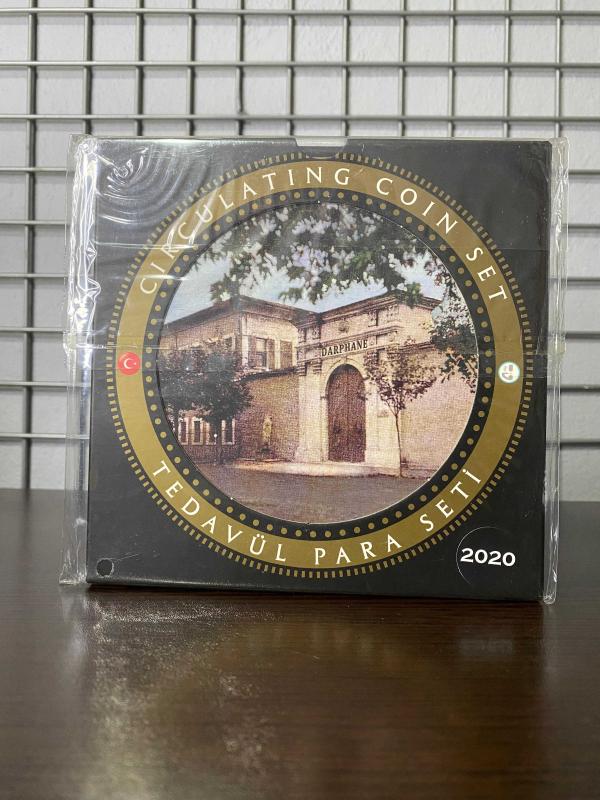 CIRCULATING COIN SET
DARPHANE
TEDAVÜL PARA SETİ
2020